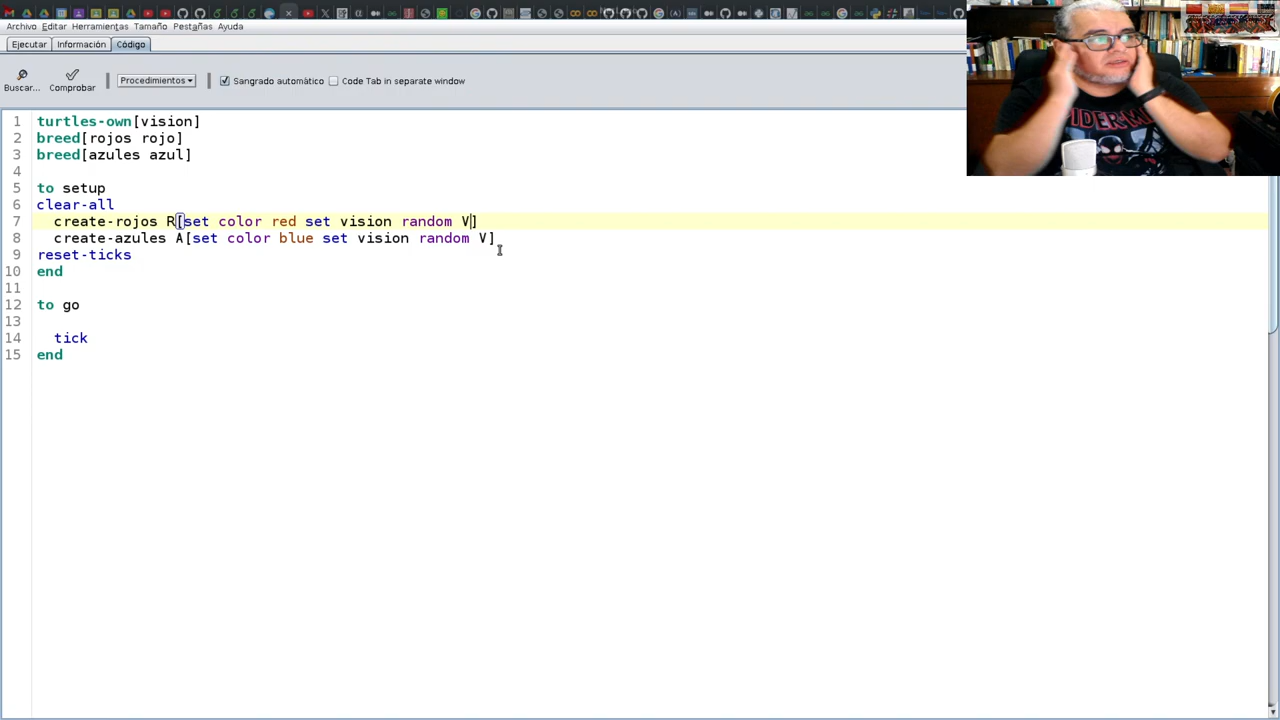 Archivo Editar Herramientas Tamaño Pestañas Ayuda
Ejecutar Información Código
Buscar... Comprobar Procedimientos Sangrado automático Code Tab in separate window
1 turtles-own[vision]
2 breed[rojos rojo]
3 breed[azules azul]
4
5 to setup
6 clear-all
7 create-rojos R[set color red set vision random V]
8 create-azules A[set color blue set vision random V]
9 reset-ticks
10 end
11
12 to go
13
14 tick
15 end
SPIDER-MAN